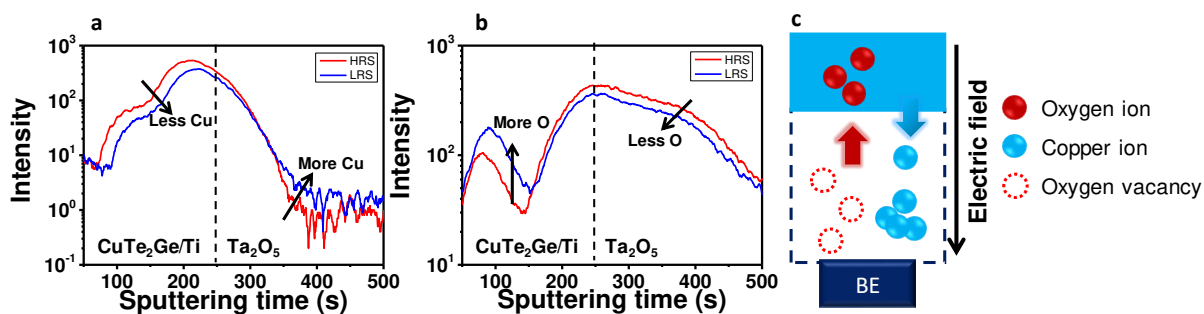 a
Intensity
10³
10²
10¹
10⁰
10⁻¹
HRS
LRS
Less Cu
More Cu
CuTe₂Ge/Ti
Ta₂O₅
100 200 300 400 500
Sputtering time (s)
b
Intensity
10³
10²
10¹
HRS
LRS
More O
Less O
CuTe₂Ge/Ti
Ta₂O₅
100 200 300 400 500
Sputtering time (s)
c
BE
Electric field
Oxygen ion
Copper ion
Oxygen vacancy